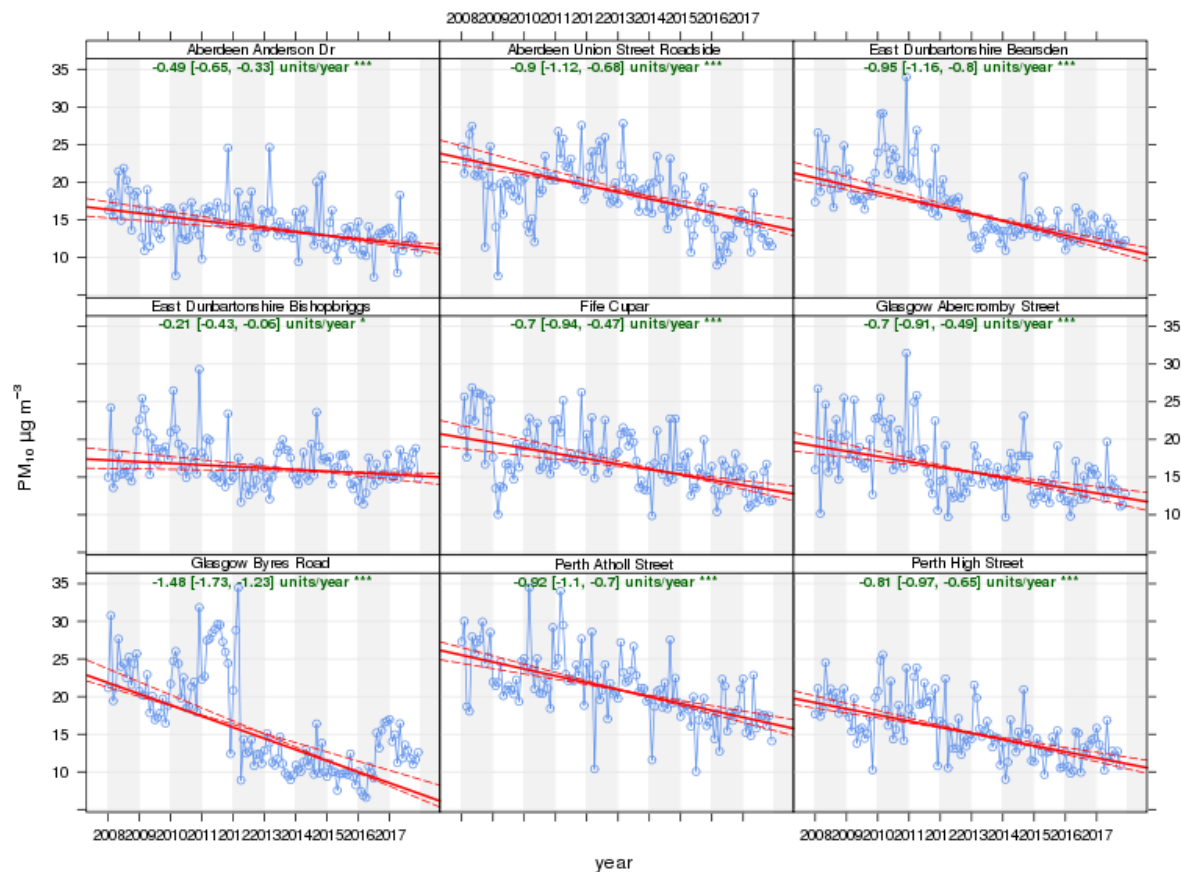 2008200920102011201220132014201520162017
Aberdeen Anderson Dr
Aberdeen Union Street Roadside
East Dunbartonshire Bearsden
-0.49 [-0.65, -0.33] units/year ***
-0.9 [-1.12, -0.68] units/year ***
-0.95 [-1.16, -0.8] units/year ***
35
30
25
20
15
10
East Dunbartonshire Bishopbriggs
Fife Cupar
Glasgow Abercromby Street
-0.21 [-0.43, -0.06] units/year *
-0.7 [-0.94, -0.47] units/year ***
-0.7 [-0.91, -0.49] units/year ***
35
30
25
20
15
10
PM₁₀ µg m⁻³
Glasgow Byres Road
Perth Atholl Street
Perth High Street
-1.48 [-1.73, -1.23] units/year ***
-0.92 [-1.1, -0.7] units/year ***
-0.81 [-0.97, -0.65] units/year ***
35
30
25
20
15
10
2008200920102011201220132014201520162017
2008200920102011201220132014201520162017
year